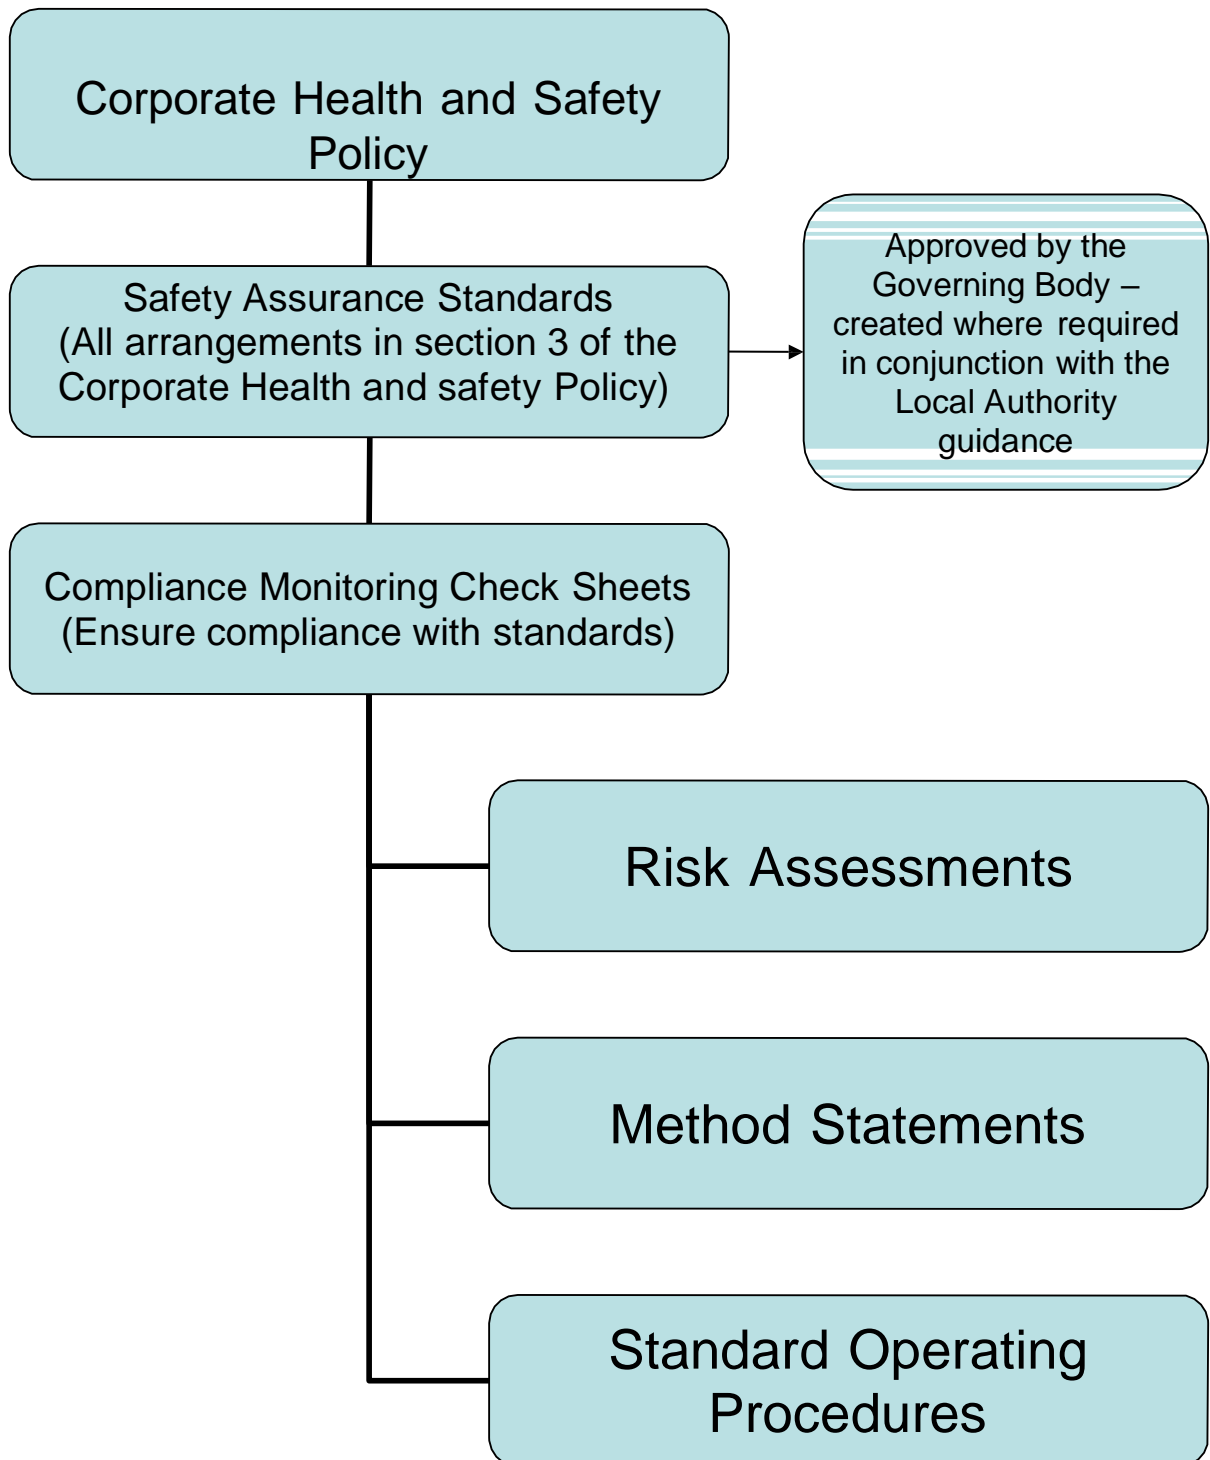 Corporate Health and Safety
Policy
Safety Assurance Standards
(All arrangements in section 3 of the
Corporate Health and safety Policy)
Approved by the
Governing Body –
created where required
in conjunction with the
Local Authority
guidance
Compliance Monitoring Check Sheets
(Ensure compliance with standards)
Risk Assessments
Method Statements
Standard Operating
Procedures